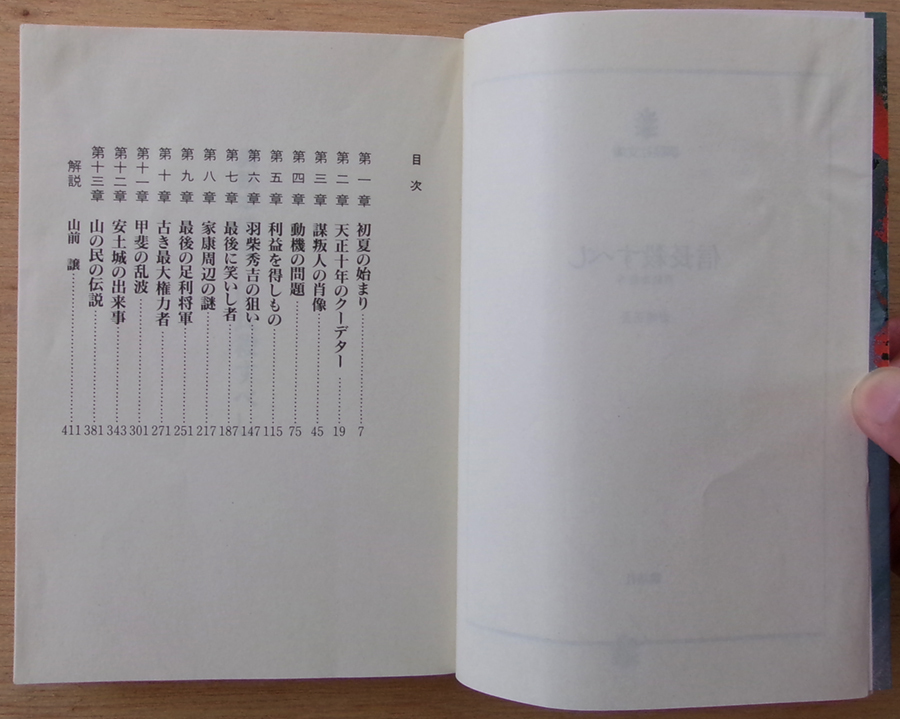 目次
第一章 初夏の始まり……7
第二章 天正十年のクーデター……19
第三章 謀叛人の肖像……45
第四章 動機の問題……75
第五章 利益を得しもの……115
第六章 羽柴秀吉の狙い……147
第七章 最後に笑いし者……187
第八章 家康周辺の謎……217
第九章 最後の足利将軍……251
第十章 古き最大権力者……271
第十一章 甲斐の乱波……301
第十二章 安土城の出来事……343
第十三章 山の民の伝説……381
解説 山前 譲……411
信長殺すべし